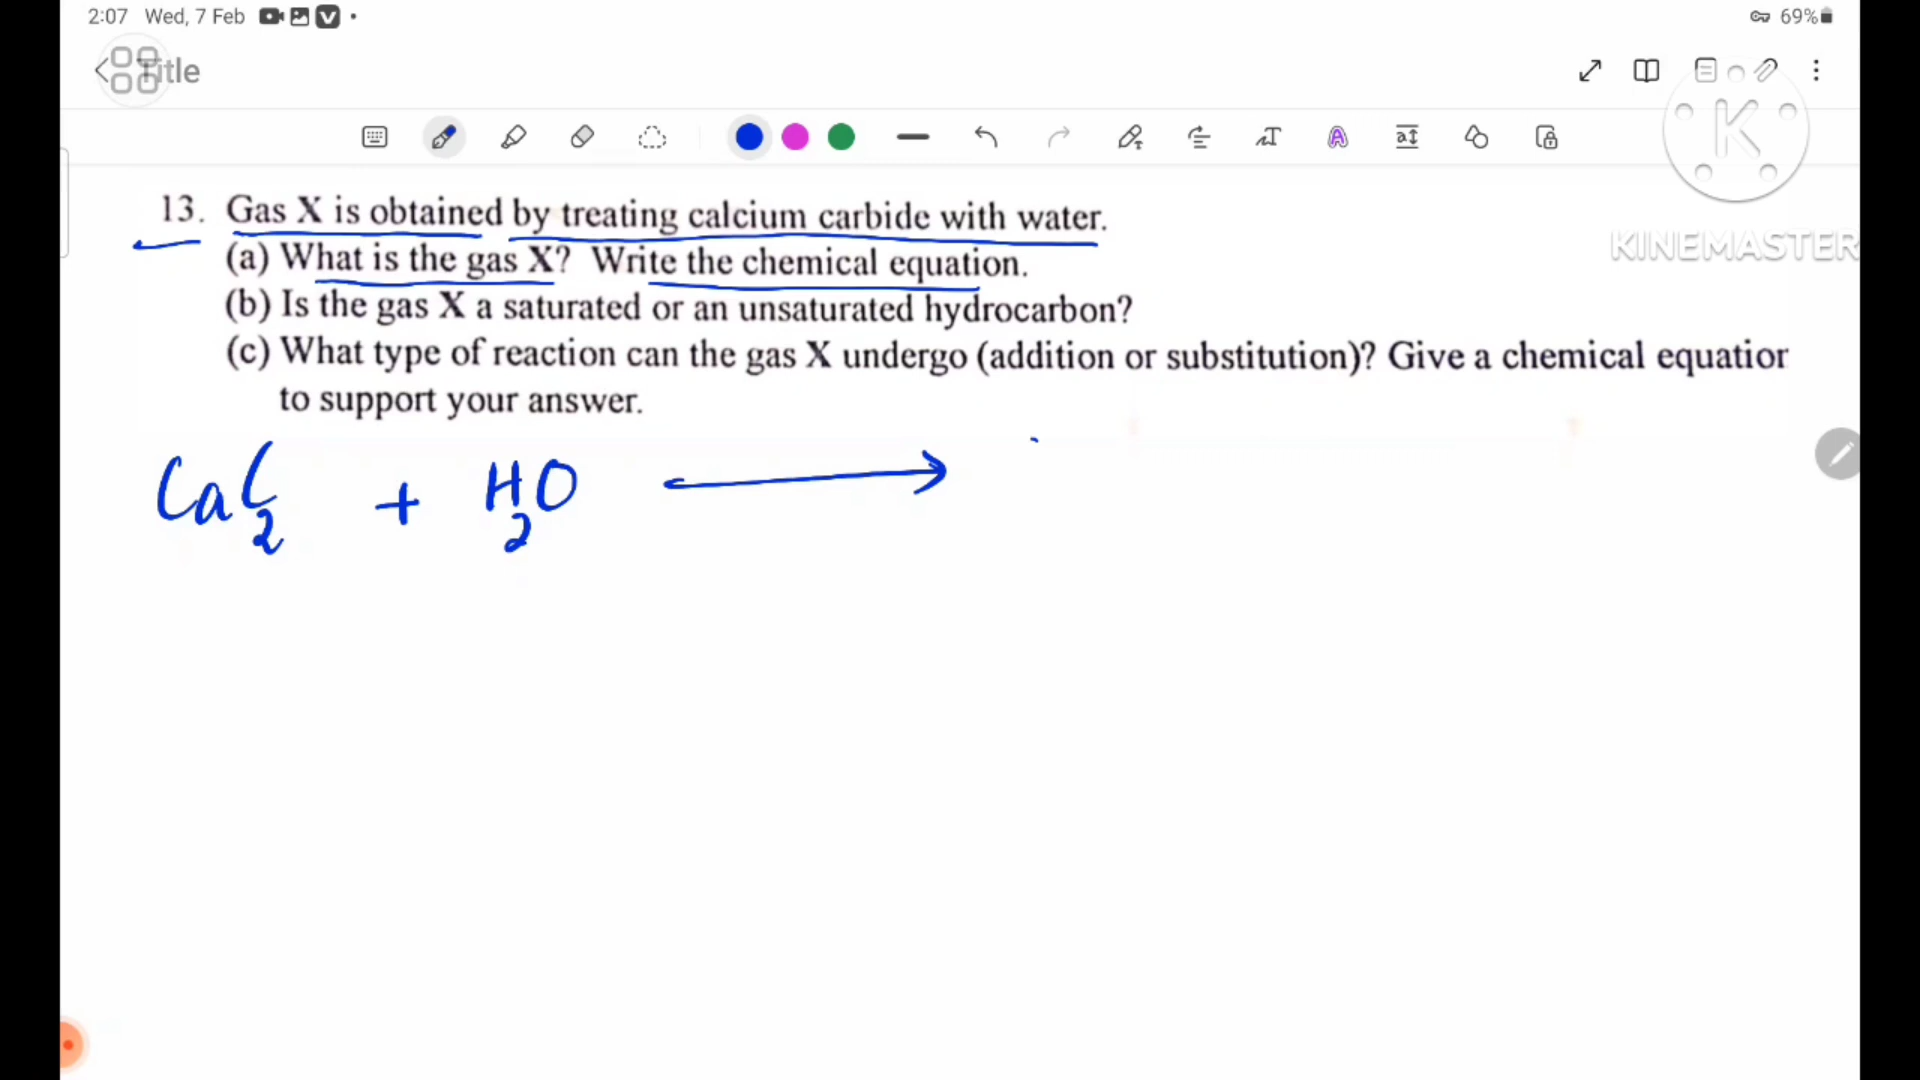 2:07 Wed, 7 Feb
69%
Title
K
KINEMASTER
13. Gas X is obtained by treating calcium carbide with water.
(a) What is the gas X? Write the chemical equation.
(b) Is the gas X a saturated or an unsaturated hydrocarbon?
(c) What type of reaction can the gas X undergo (addition or substitution)? Give a chemical equation
to support your answer.
CaC₂ + H₂O ⟶